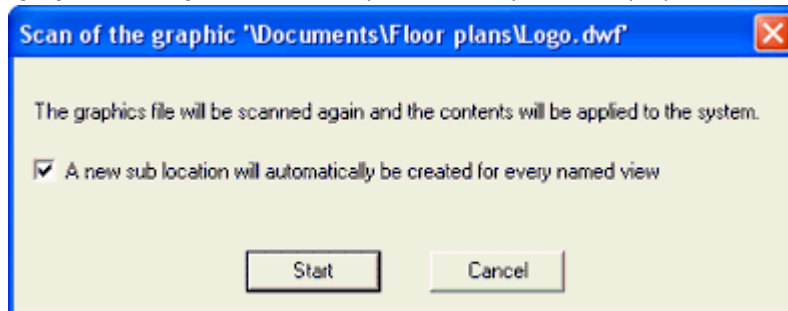 Scan of the graphic '\Documents\Floor plans\Logo.dwf'
The graphics file will be scanned again and the contents will be applied to the system.
A new sub location will automatically be created for every named view
Start
Cancel